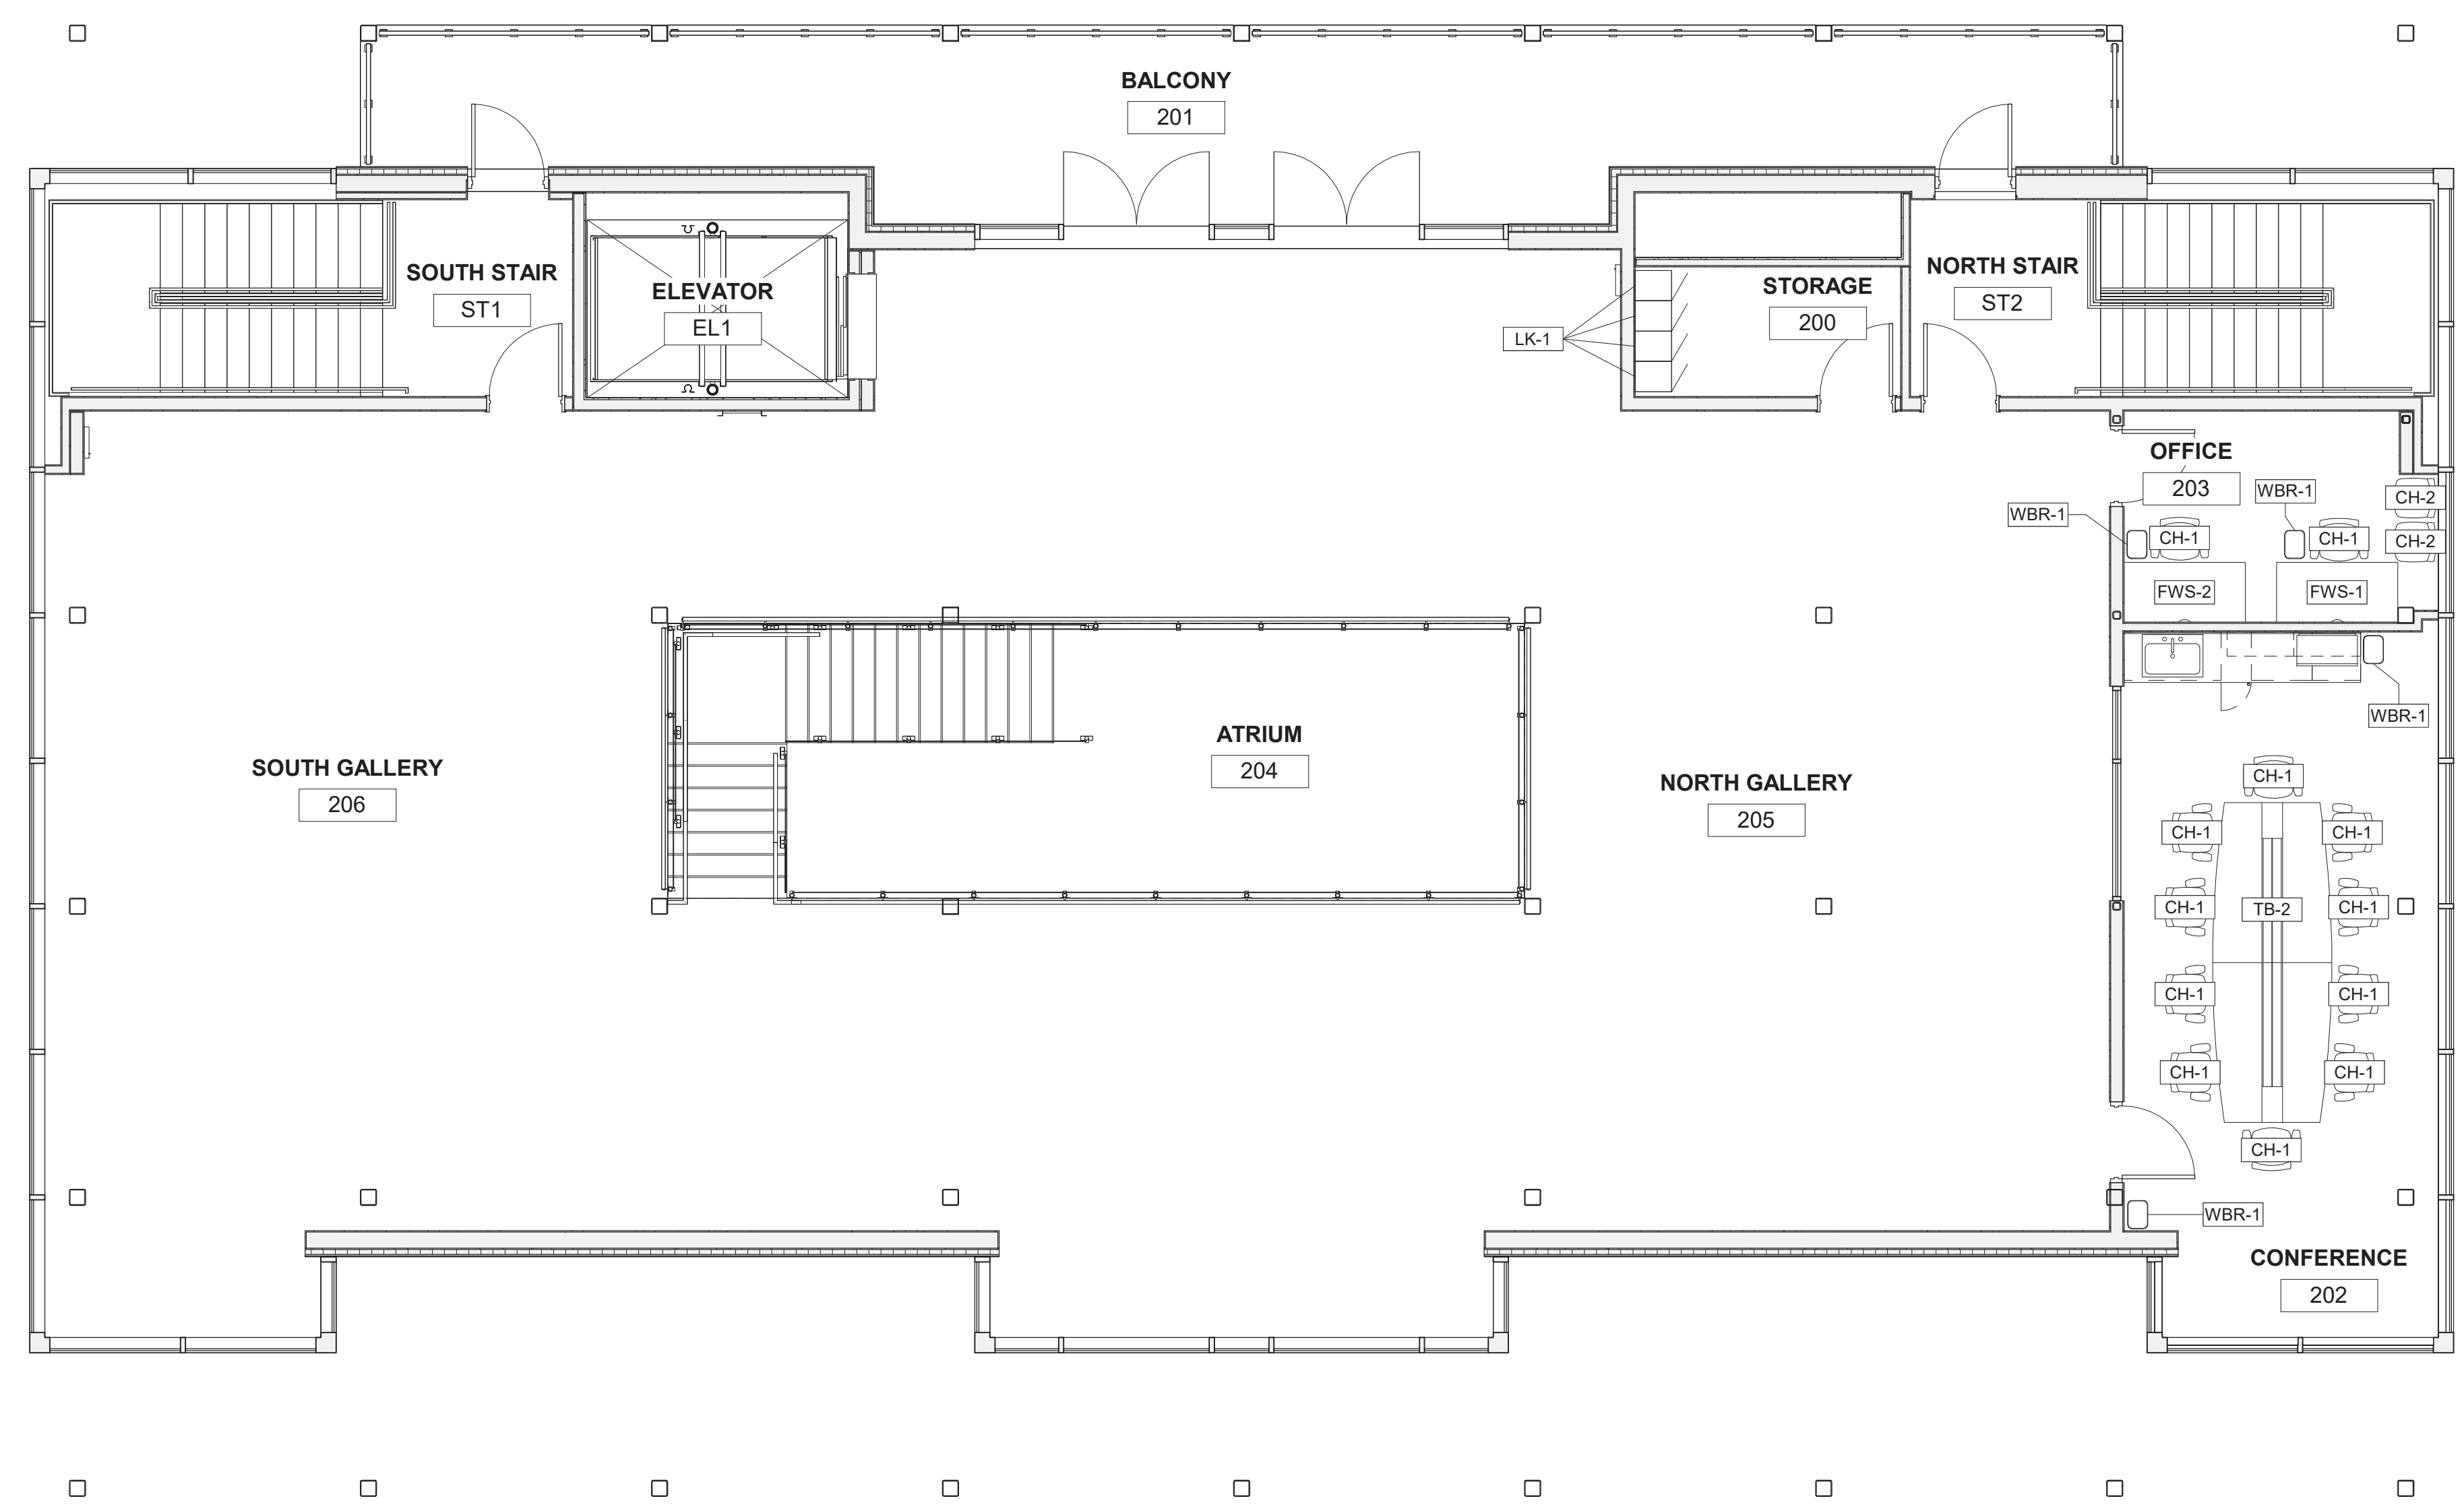 BALCONY
201
SOUTH STAIR
ST1
ELEVATOR
EL1
STORAGE
200
LK-1
NORTH STAIR
ST2
OFFICE
203
WBR-1
WBR-1
CH-2
CH-2
CH-1
CH-1
FWS-2
FWS-1
WBR-1
SOUTH GALLERY
206
ATRIUM
204
NORTH GALLERY
205
CH-1
CH-1
CH-1
CH-1
TB-2
CH-1
CH-1
CH-1
CH-1
CH-1
CH-1
WBR-1
CONFERENCE
202